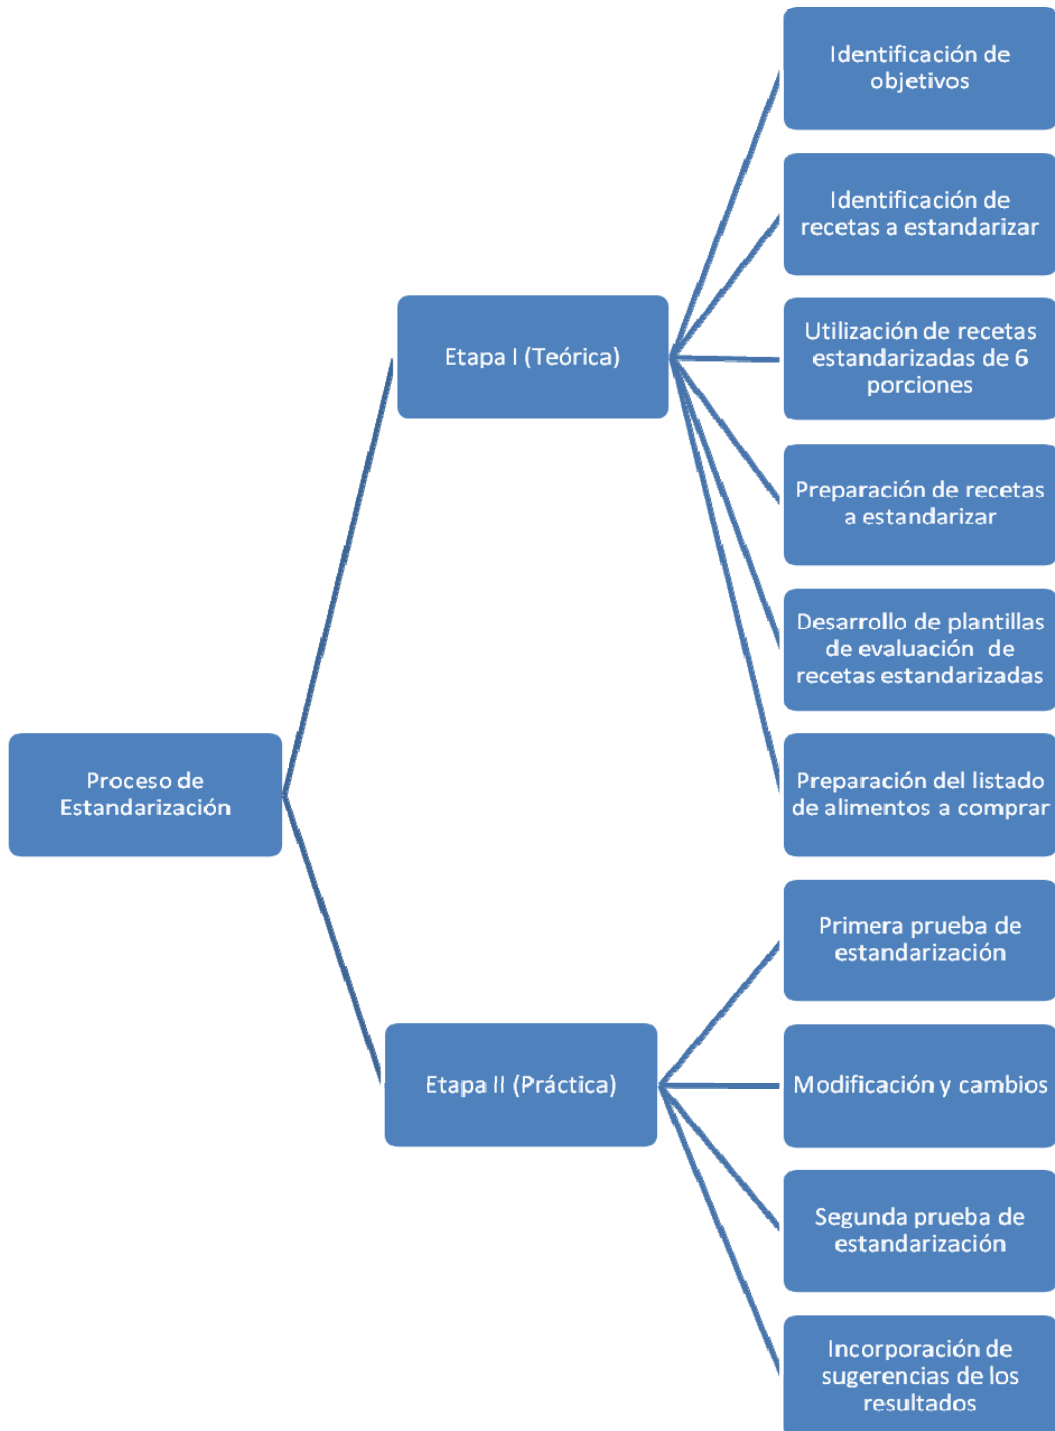 Identificación de
objetivos
Identificación de
recetas a estandarizar
Utilización de recetas
estandarizadas de 6
porciones
Etapa I (Teórica)
Preparación de recetas
a estandarizar
Desarrollo de plantillas
de evaluación de
recetas estandarizadas
Proceso de
Estandarización
Preparación del listado
de alimentos a comprar
Primera prueba de
estandarización
Etapa II (Práctica)
Modificación y cambios
Segunda prueba de
estandarización
Incorporación de
sugerencias de los
resultados